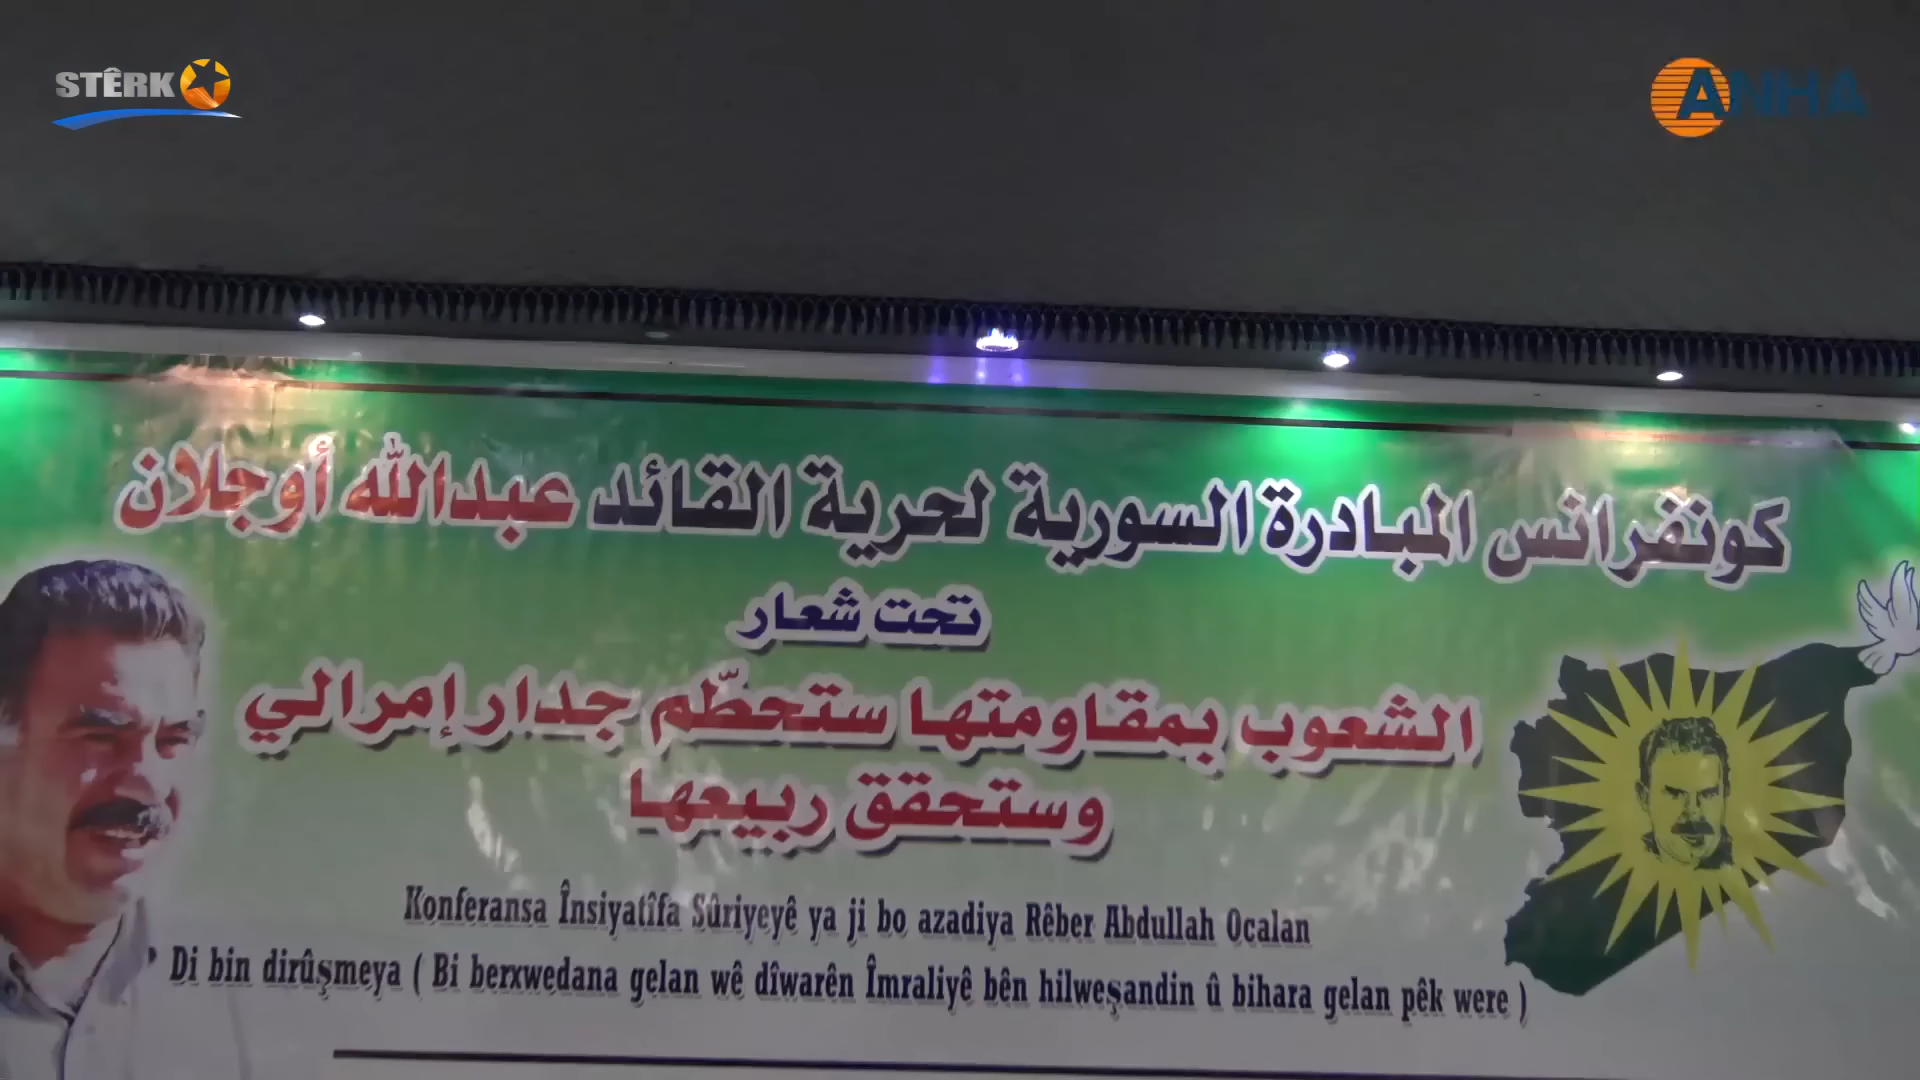 STÊRK
ANHA
كونفرانس المبادرة السورية لحرية القائد عبدالله أوجلان
تحت شعار
الشعوب بمقاومتها ستحطّم جدار إمرالي
وستحقق ربيعها
Konferansa Însiyatîfa Sûriyeyê ya ji bo azadiya Rêber Abdullah Ocalan
Di bin dirûşmeya ( Bi berxwedana gelan wê dîwarên Îmraliyê bên hilweşandin û bihara gelan pêk were )